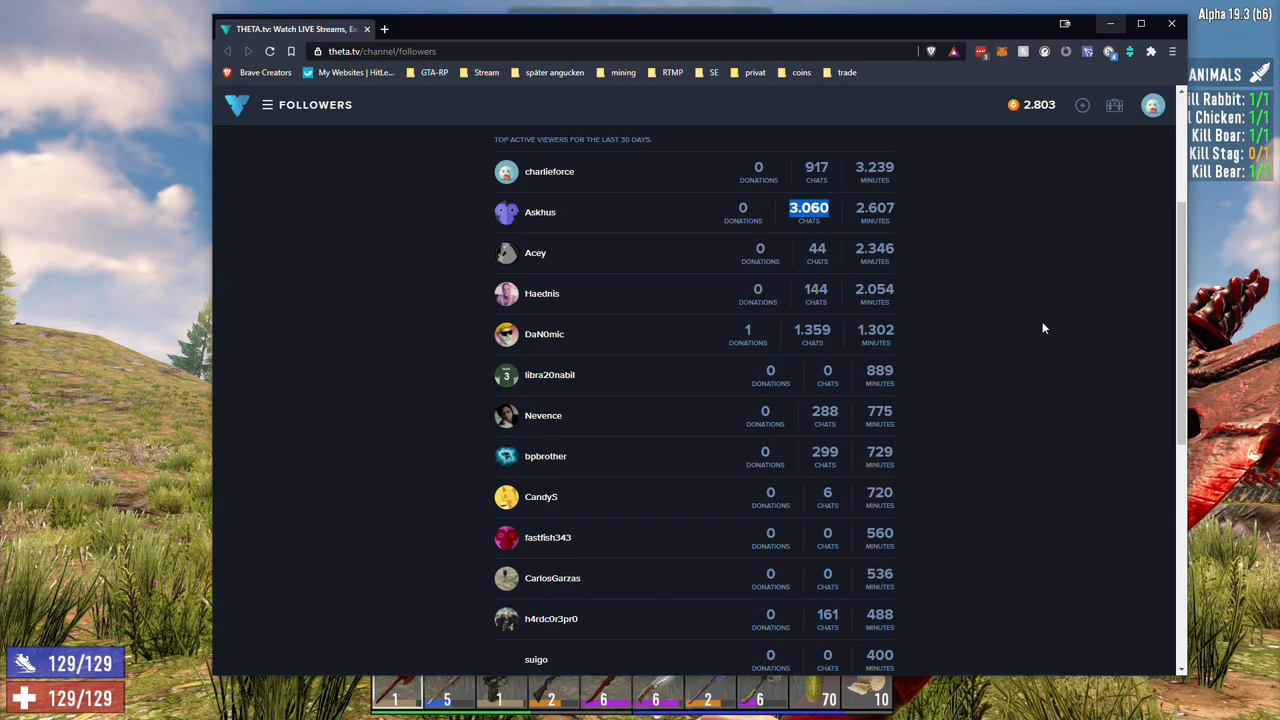 Alpha 19.3 (b6)
THETA.tv: Watch LIVE Streams, Ea
theta.tv/channel/followers
Brave Creators
My Websites | HitLe...
GTA-RP
Stream
später angucken
mining
RTMP
SE
privat
coins
trade
FOLLOWERS
2.803
ANIMALS
ill Rabbit: 1/1
l Chicken: 1/1
Kill Boar: 1/1
Kill Stag: 0/1
Kill Bear: 1/1
TOP ACTIVE VIEWERS FOR THE LAST 30 DAYS.
charlieforce 0 DONATIONS 917 CHATS 3.239 MINUTES
Askhus 0 DONATIONS 3.060 CHATS 2.607 MINUTES
Acey 0 DONATIONS 44 CHATS 2.346 MINUTES
Haednis 0 DONATIONS 144 CHATS 2.054 MINUTES
DaN0mic 1 DONATIONS 1.359 CHATS 1.302 MINUTES
libra20nabil 0 DONATIONS 0 CHATS 889 MINUTES
Nevence 0 DONATIONS 288 CHATS 775 MINUTES
bpbrother 0 DONATIONS 299 CHATS 729 MINUTES
CandyS 0 DONATIONS 6 CHATS 720 MINUTES
fastfish343 0 DONATIONS 0 CHATS 560 MINUTES
CarlosGarzas 0 DONATIONS 0 CHATS 536 MINUTES
h4rdc0r3pr0 0 DONATIONS 161 CHATS 488 MINUTES
suigo 0 DONATIONS 0 CHATS 400 MINUTES
129/129
129/129
1 5 1 2 6 6 2 6 70 10